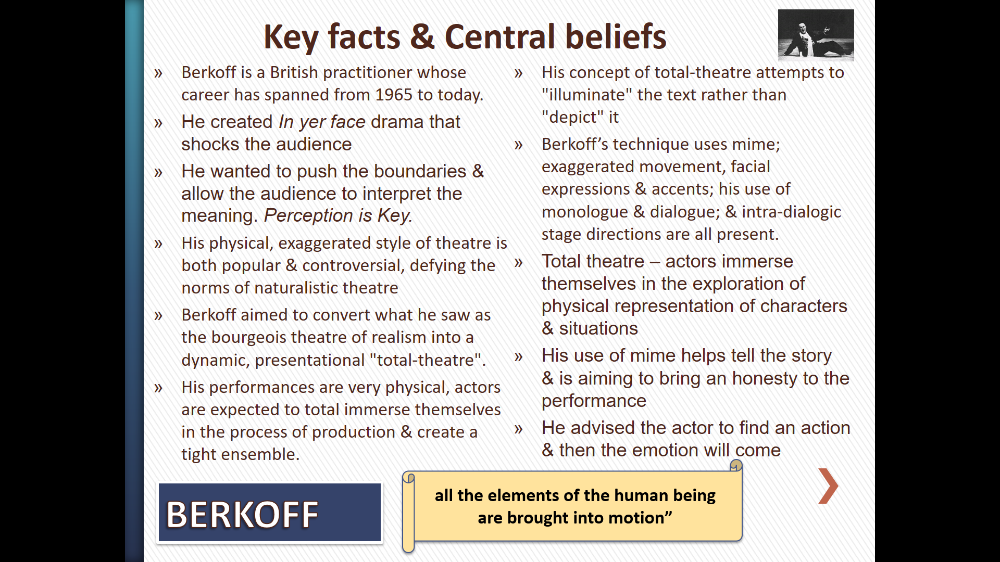 Key facts & Central beliefs
» Berkoff is a British practitioner whose
career has spanned from 1965 to today.
» He created In yer face drama that
shocks the audience
» He wanted to push the boundaries &
allow the audience to interpret the
meaning. Perception is Key.
» His physical, exaggerated style of theatre is
both popular & controversial, defying the
norms of naturalistic theatre
» Berkoff aimed to convert what he saw as
the bourgeois theatre of realism into a
dynamic, presentational "total-theatre".
» His performances are very physical, actors
are expected to total immerse themselves
in the process of production & create a
tight ensemble.
» His concept of total-theatre attempts to
"illuminate" the text rather than
"depict" it
» Berkoff’s technique uses mime;
exaggerated movement, facial
expressions & accents; his use of
monologue & dialogue; & intra-dialogic
stage directions are all present.
» Total theatre – actors immerse
themselves in the exploration of
physical representation of characters
& situations
» His use of mime helps tell the story
& is aiming to bring an honesty to the
performance
» He advised the actor to find an action
& then the emotion will come
BERKOFF
all the elements of the human being
are brought into motion”